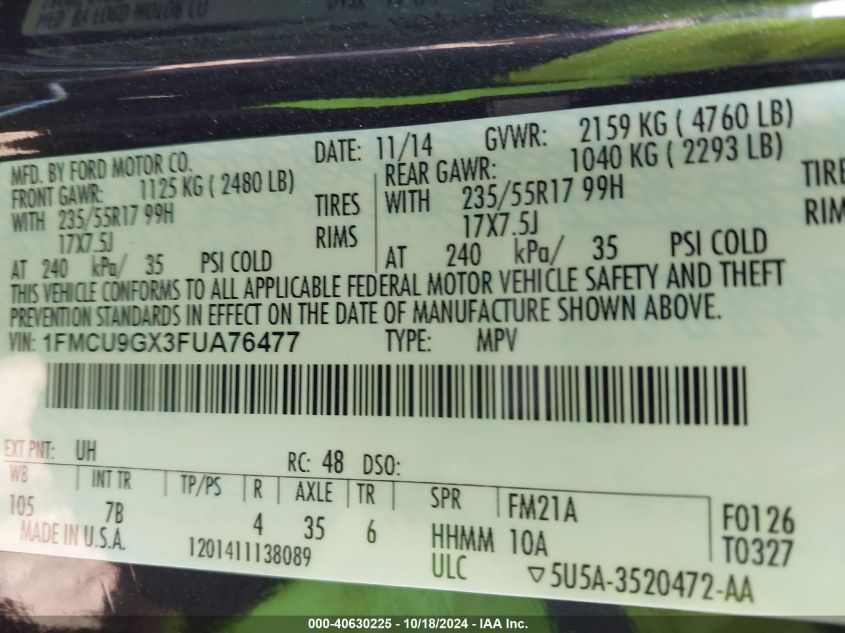 MFD. BY FORD MOTOR CO
MFD. BY FORD MOTOR CO. DATE: 11/14 GVWR: 2159 KG ( 4760 LB)
FRONT GAWR: 1125 KG ( 2480 LB) REAR GAWR: 1040 KG ( 2293 LB)
WITH 235/55R17 99H TIRES WITH 235/55R17 99H TIRE
17X7.5J RIMS 17X7.5J RIM
AT 240 kPa/ 35 PSI COLD AT 240 kPa/ 35 PSI COLD
THIS VEHICLE CONFORMS TO ALL APPLICABLE FEDERAL MOTOR VEHICLE SAFETY AND THEFT
PREVENTION STANDARDS IN EFFECT ON THE DATE OF MANUFACTURE SHOWN ABOVE.
VIN: 1FMCU9GX3FUA76477 TYPE: MPV
EXT PNT: UH RC: 48 DSO:
WB INT TR TP/PS R AXLE TR SPR FM21A F0126
105 7B 4 35 6 HHMM 10A T0327
MADE IN U.S.A. 1201411138089 ULC ▽5U5A-3520472-AA
000-40630225 - 10/18/2024 - IAA Inc.